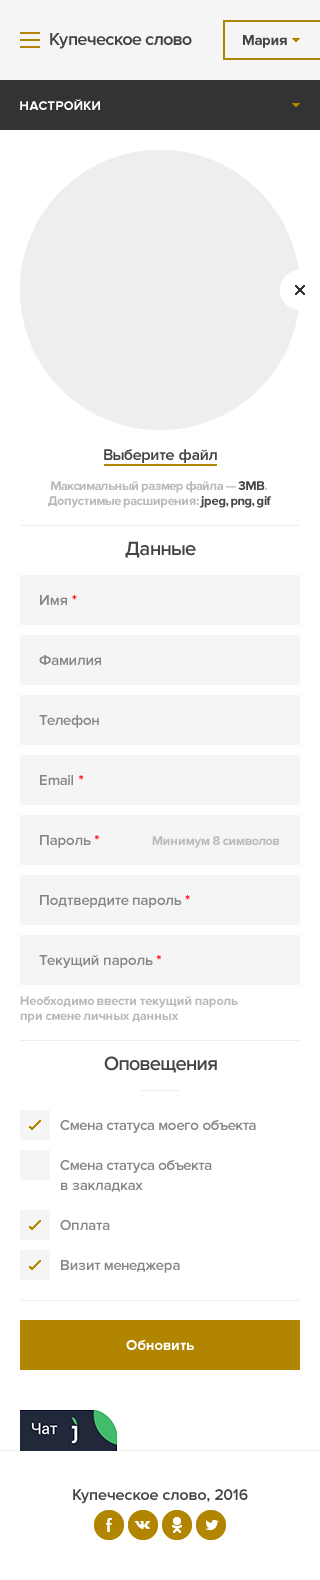 Купеческое слово
Мария
НАСТРОЙКИ
Выберите файл
Максимальный размер файла — 3MB.
Допустимые расширения: jpeg, png, gif
Данные
Имя *
Фамилия
Телефон
Email *
Пароль * Минимум 8 символов
Подтвердите пароль *
Текущий пароль *
Необходимо ввести текущий пароль
при смене личных данных
Оповещения
Смена статуса моего объекта
Смена статуса объекта
в закладках
Оплата
Визит менеджера
Обновить
Чат j
Купеческое слово, 2016